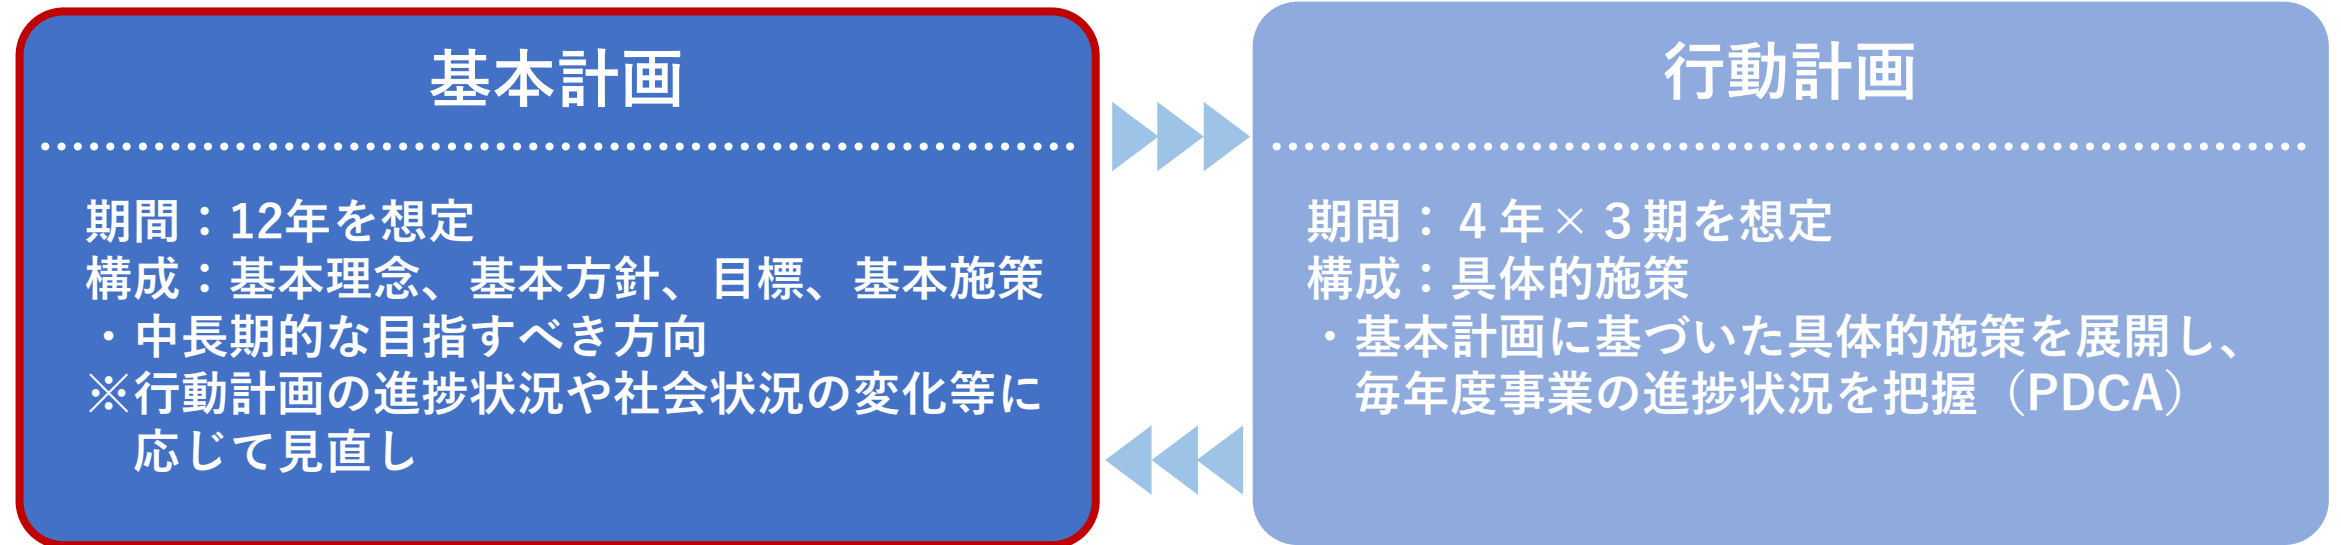 基本計画
期間：12年を想定
構成：基本理念、基本方針、目標、基本施策
・中長期的な目指すべき方向
※行動計画の進捗状況や社会状況の変化等に
応じて見直し
行動計画
期間：４年×３期を想定
構成：具体的施策
・基本計画に基づいた具体的施策を展開し、
毎年度事業の進捗状況を把握（PDCA）